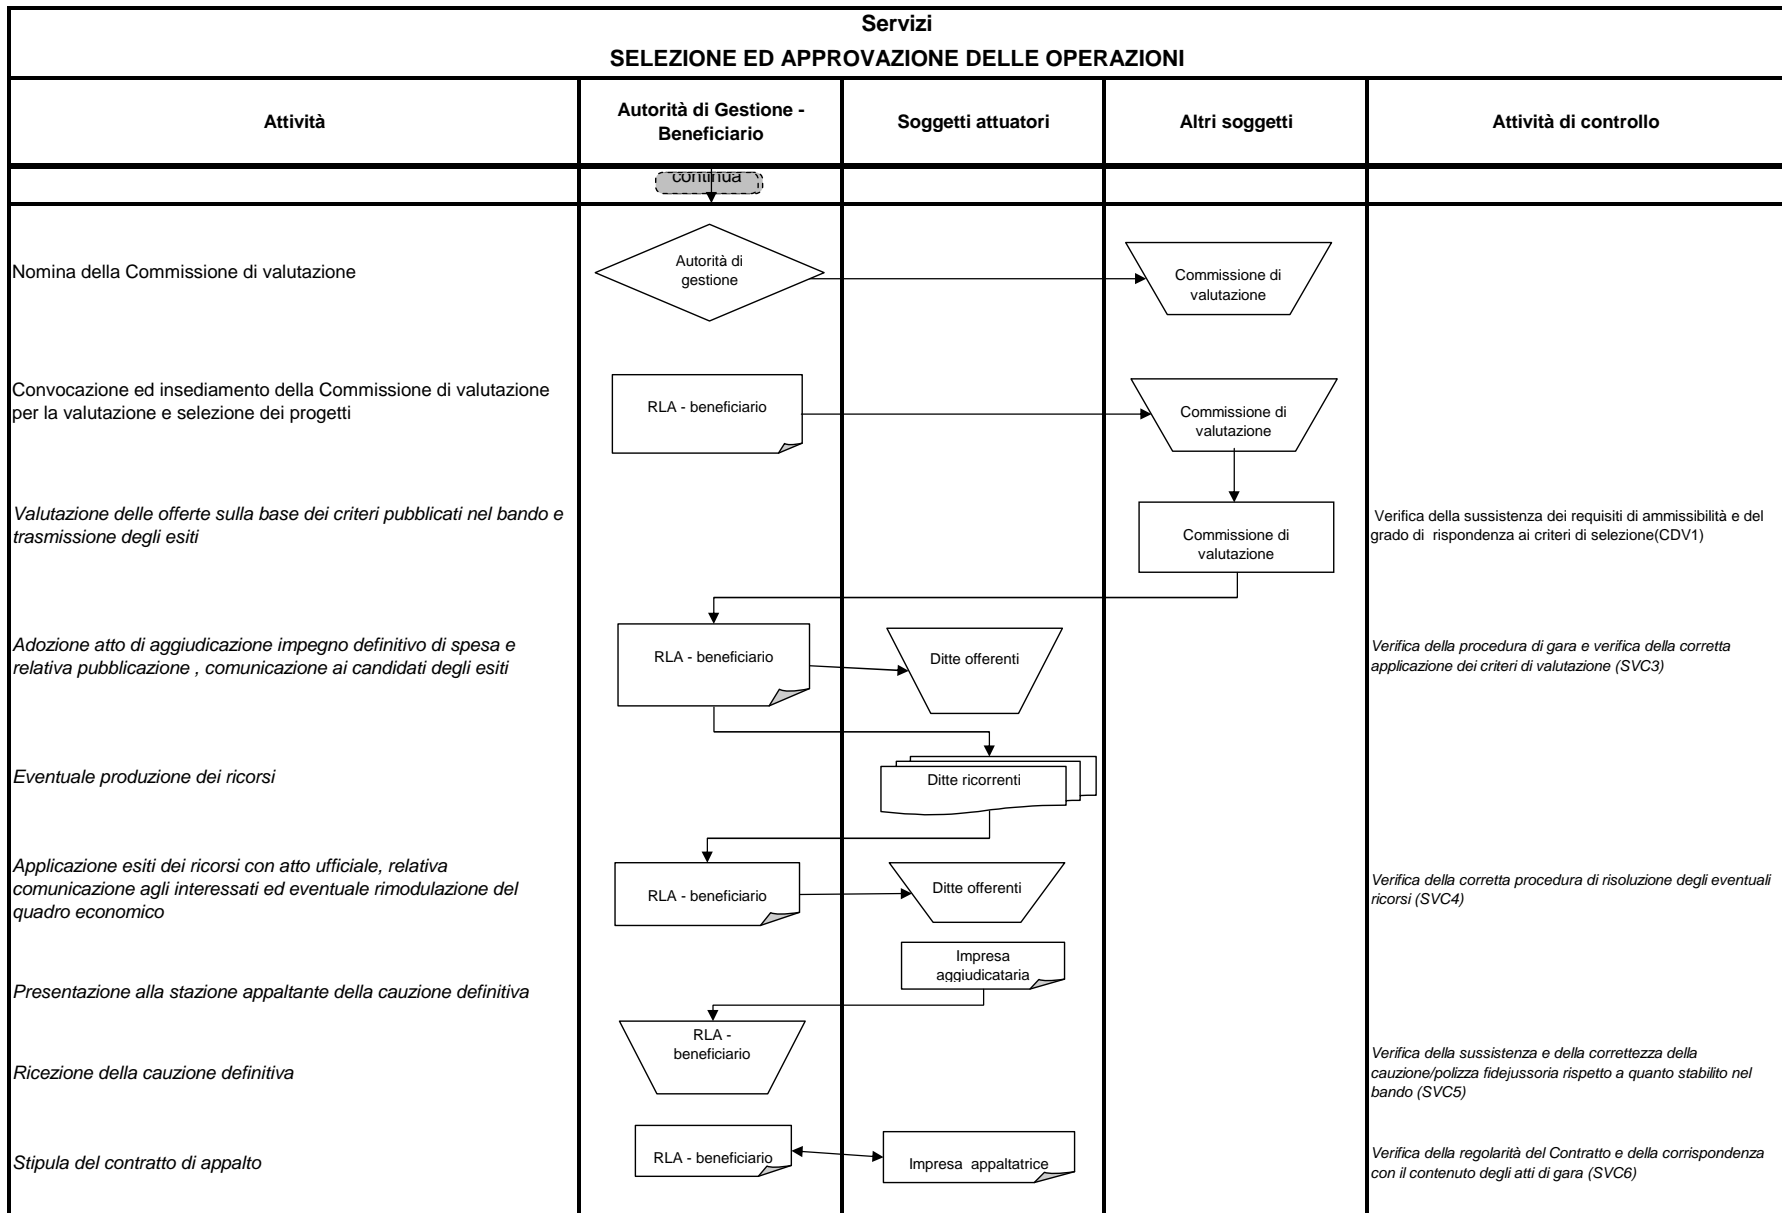 Servizi
SELEZIONE ED APPROVAZIONE DELLE OPERAZIONI
Attività
Autorità di Gestione -
Beneficiario
Soggetti attuatori
Altri soggetti
Attività di controllo
continua
Nomina della Commissione di valutazione
Autorità di
gestione
Commissione di
valutazione
Convocazione ed insediamento della Commissione di valutazione
per la valutazione e selezione dei progetti
RLA - beneficiario
Commissione di
valutazione
Valutazione delle offerte sulla base dei criteri pubblicati nel bando e
trasmissione degli esiti
Commissione di
valutazione
Verifica della sussistenza dei requisiti di ammissibilità e del
grado di rispondenza ai criteri di selezione(CDV1)
Adozione atto di aggiudicazione impegno definitivo di spesa e
relativa pubblicazione , comunicazione ai candidati degli esiti
RLA - beneficiario
Ditte offerenti
Verifica della procedura di gara e verifica della corretta
applicazione dei criteri di valutazione (SVC3)
Eventuale produzione dei ricorsi
Ditte ricorrenti
Applicazione esiti dei ricorsi con atto ufficiale, relativa
comunicazione agli interessati ed eventuale rimodulazione del
quadro economico
RLA - beneficiario
Ditte offerenti
Verifica della corretta procedura di risoluzione degli eventuali
ricorsi (SVC4)
Presentazione alla stazione appaltante della cauzione definitiva
Impresa
aggiudicataria
Ricezione della cauzione definitiva
RLA -
beneficiario
Verifica della sussistenza e della correttezza della
cauzione/polizza fidejussoria rispetto a quanto stabilito nel
bando (SVC5)
Stipula del contratto di appalto
RLA - beneficiario
Impresa appaltatrice
Verifica della regolarità del Contratto e della corrispondenza
con il contenuto degli atti di gara (SVC6)